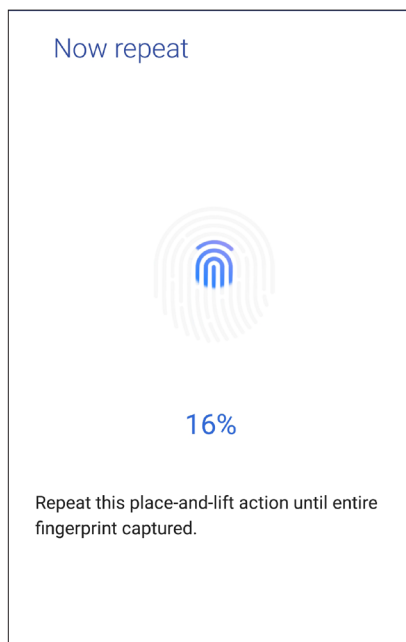 Now repeat
16%
Repeat this place-and-lift action until entire
fingerprint captured.